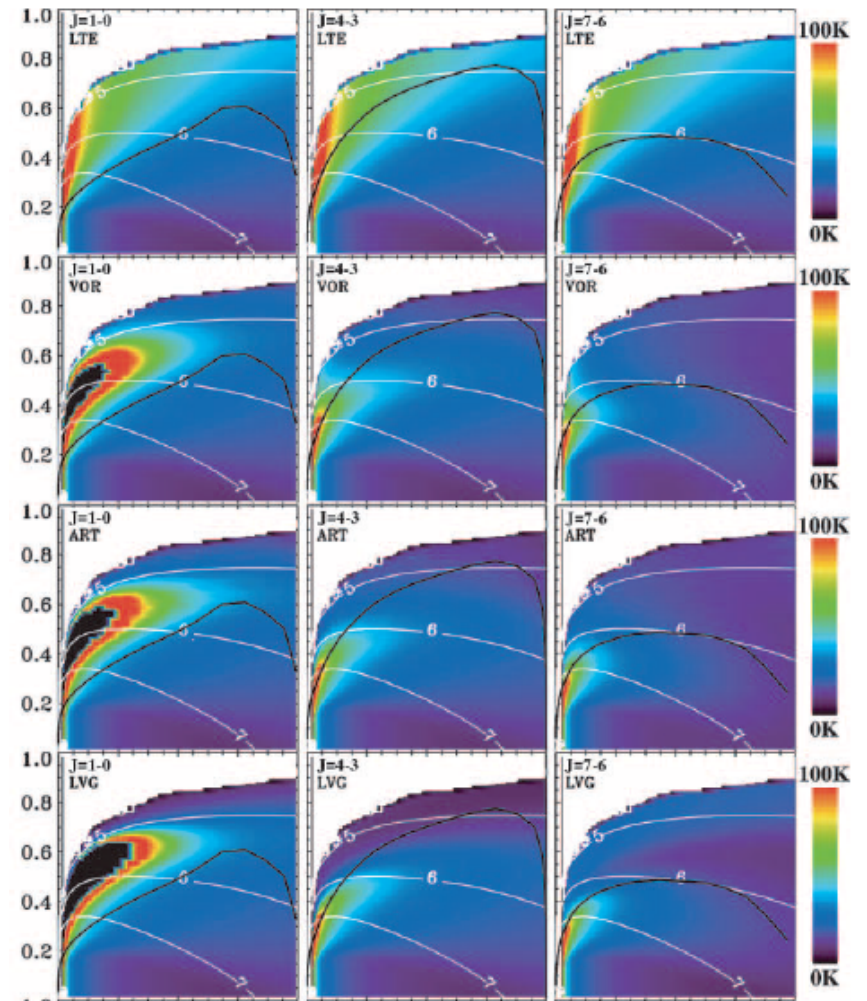 1.0 J=1-0 LTE J=4-3 LTE J=7-6 LTE 100K
0.8 5 5 5
0.6 6 6 6
0.4
0.2 7 7 7 0K
1.0 J=1-0 VOR J=4-3 VOR J=7-6 VOR 100K
0.8 5 5 5
0.6
0.4 6 6 6
0.2 7 7 7 0K
1.0 J=1-0 ART J=4-3 ART J=7-6 ART 100K
0.8 5 5 5
0.6
0.4 6 6 6
0.2 7 7 7 0K
1.0 J=1-0 LVG J=4-3 LVG J=7-6 LVG 100K
0.8 5 5 5
0.6
0.4 6 6 6
0.2 7 7 7 0K